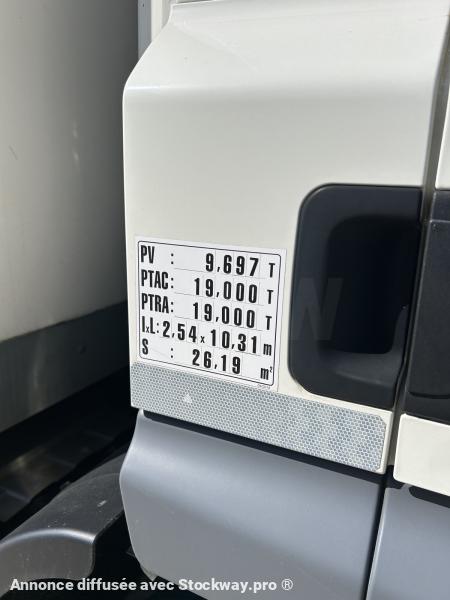 PV : 9,697 T
PTAC: 19,000 T
PTRA: 19,000 T
IxL: 2,54 x 10,31 m
S : 26,19 m²
Annonce diffusée avec Stockway.pro ®